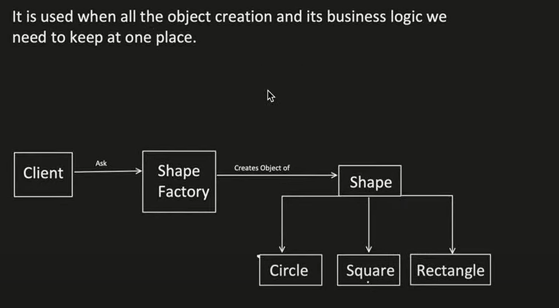 It is used when all the object creation and its business logic we
need to keep at one place.
Client
Ask
Shape
Factory
Creates Object of
Shape
Circle
Square
Rectangle